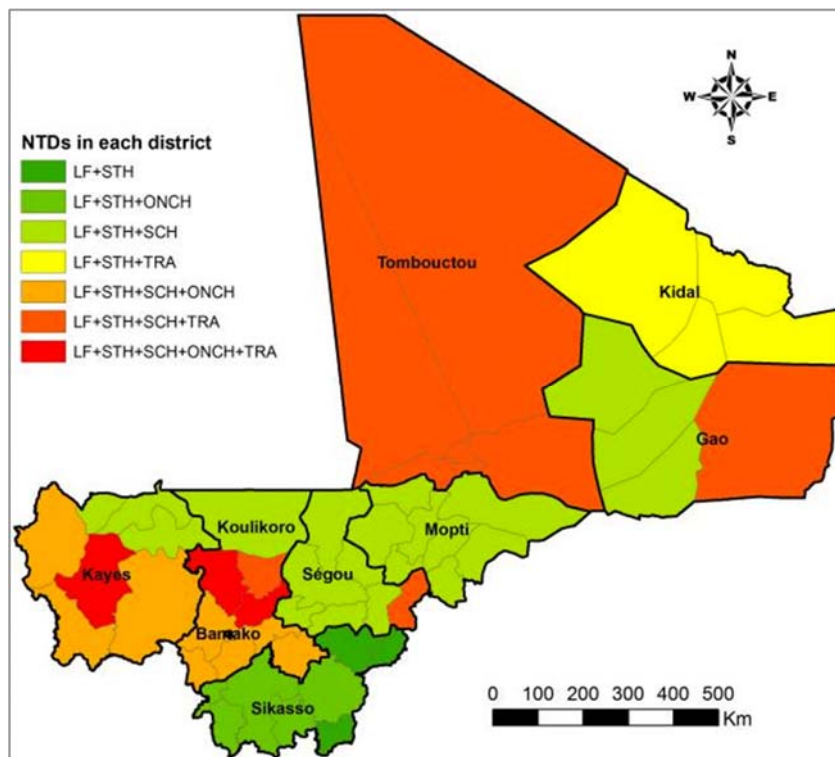 N
W E
S
NTDs in each district
LF+STH
LF+STH+ONCH
LF+STH+SCH
LF+STH+TRA
LF+STH+SCH+ONCH
LF+STH+SCH+TRA
LF+STH+SCH+ONCH+TRA
Tombouctou
Kidal
Gao
Koulikoro
Mopti
Kayes
Ségou
Bamako
Sikasso
0 100 200 300 400 500
Km